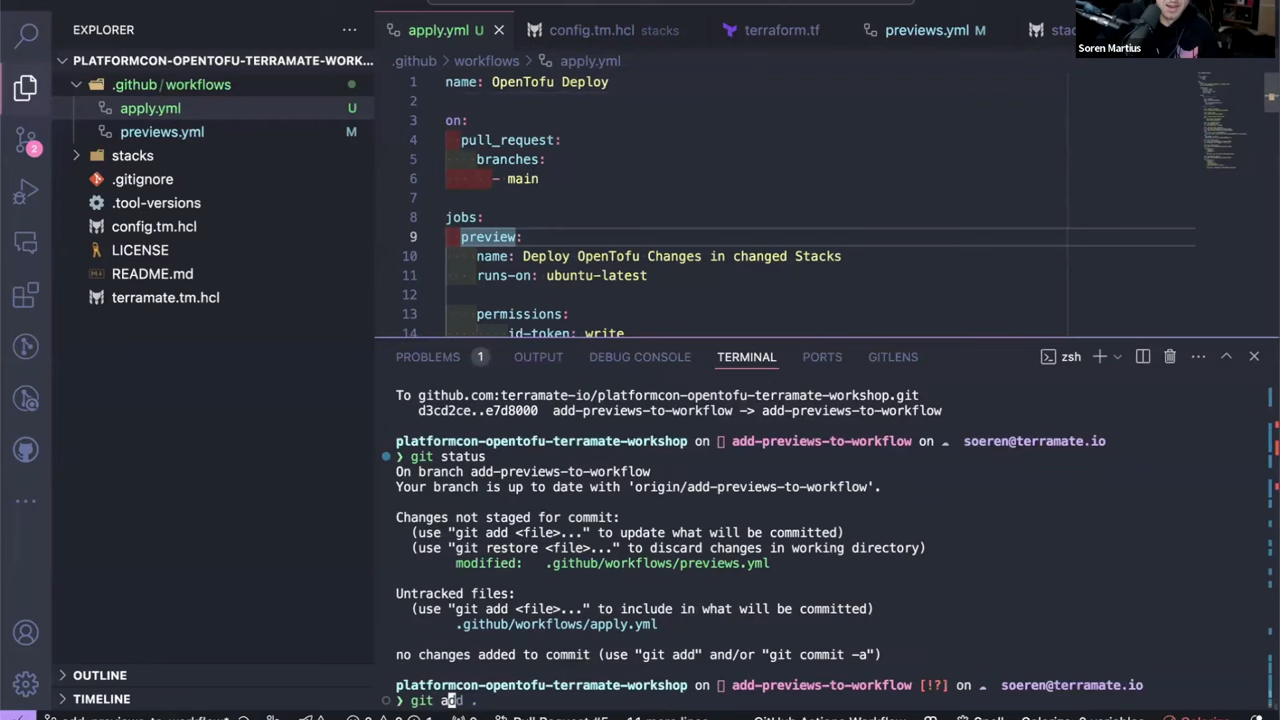 EXPLORER
PLATFORMCON-OPENTOFU-TERRAMATE-WORK...
.github/workflows
apply.yml U
previews.yml M
stacks
.gitignore
.tool-versions
config.tm.hcl
LICENSE
README.md
terramate.tm.hcl
OUTLINE
TIMELINE
2
apply.yml U
config.tm.hcl stacks
terraform.tf
previews.yml M
Soren Martius
.github > workflows > apply.yml
1 name: OpenTofu Deploy
2
3 on:
4 pull_request:
5 branches:
6 - main
7
8 jobs:
9 preview:
10 name: Deploy OpenTofu Changes in changed Stacks
11 runs-on: ubuntu-latest
12
13 permissions:
14 id-token: write
PROBLEMS 1 OUTPUT DEBUG CONSOLE TERMINAL PORTS GITLENS zsh
To github.com:terramate-io/platformcon-opentofu-terramate-workshop.git
d3cd2ce..e7d8000 add-previews-to-workflow -> add-previews-to-workflow
platformcon-opentofu-terramate-workshop on add-previews-to-workflow on soeren@terramate.io
❯ git status
On branch add-previews-to-workflow
Your branch is up to date with 'origin/add-previews-to-workflow'.
Changes not staged for commit:
(use "git add <file>..." to update what will be committed)
(use "git restore <file>..." to discard changes in working directory)
modified: .github/workflows/previews.yml
Untracked files:
(use "git add <file>..." to include in what will be committed)
.github/workflows/apply.yml
no changes added to commit (use "git add" and/or "git commit -a")
platformcon-opentofu-terramate-workshop on add-previews-to-workflow [!?] on soeren@terramate.io
❯ git add .